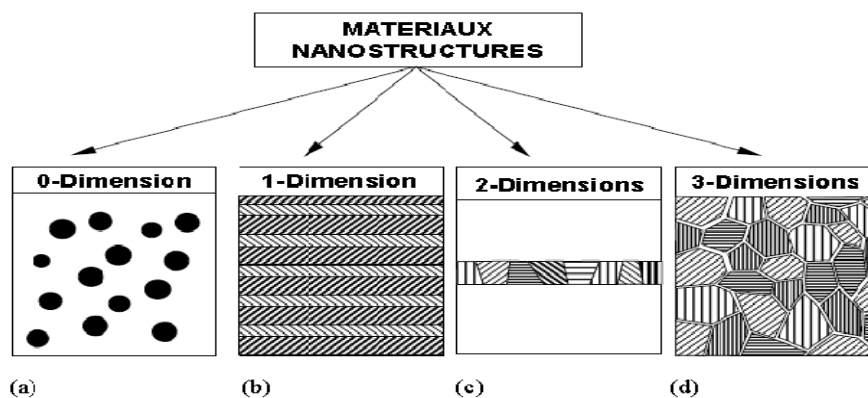 MATERIAUX
NANOSTRUCTURES
0-Dimension
1-Dimension
2-Dimensions
3-Dimensions
(a)
(b)
(c)
(d)